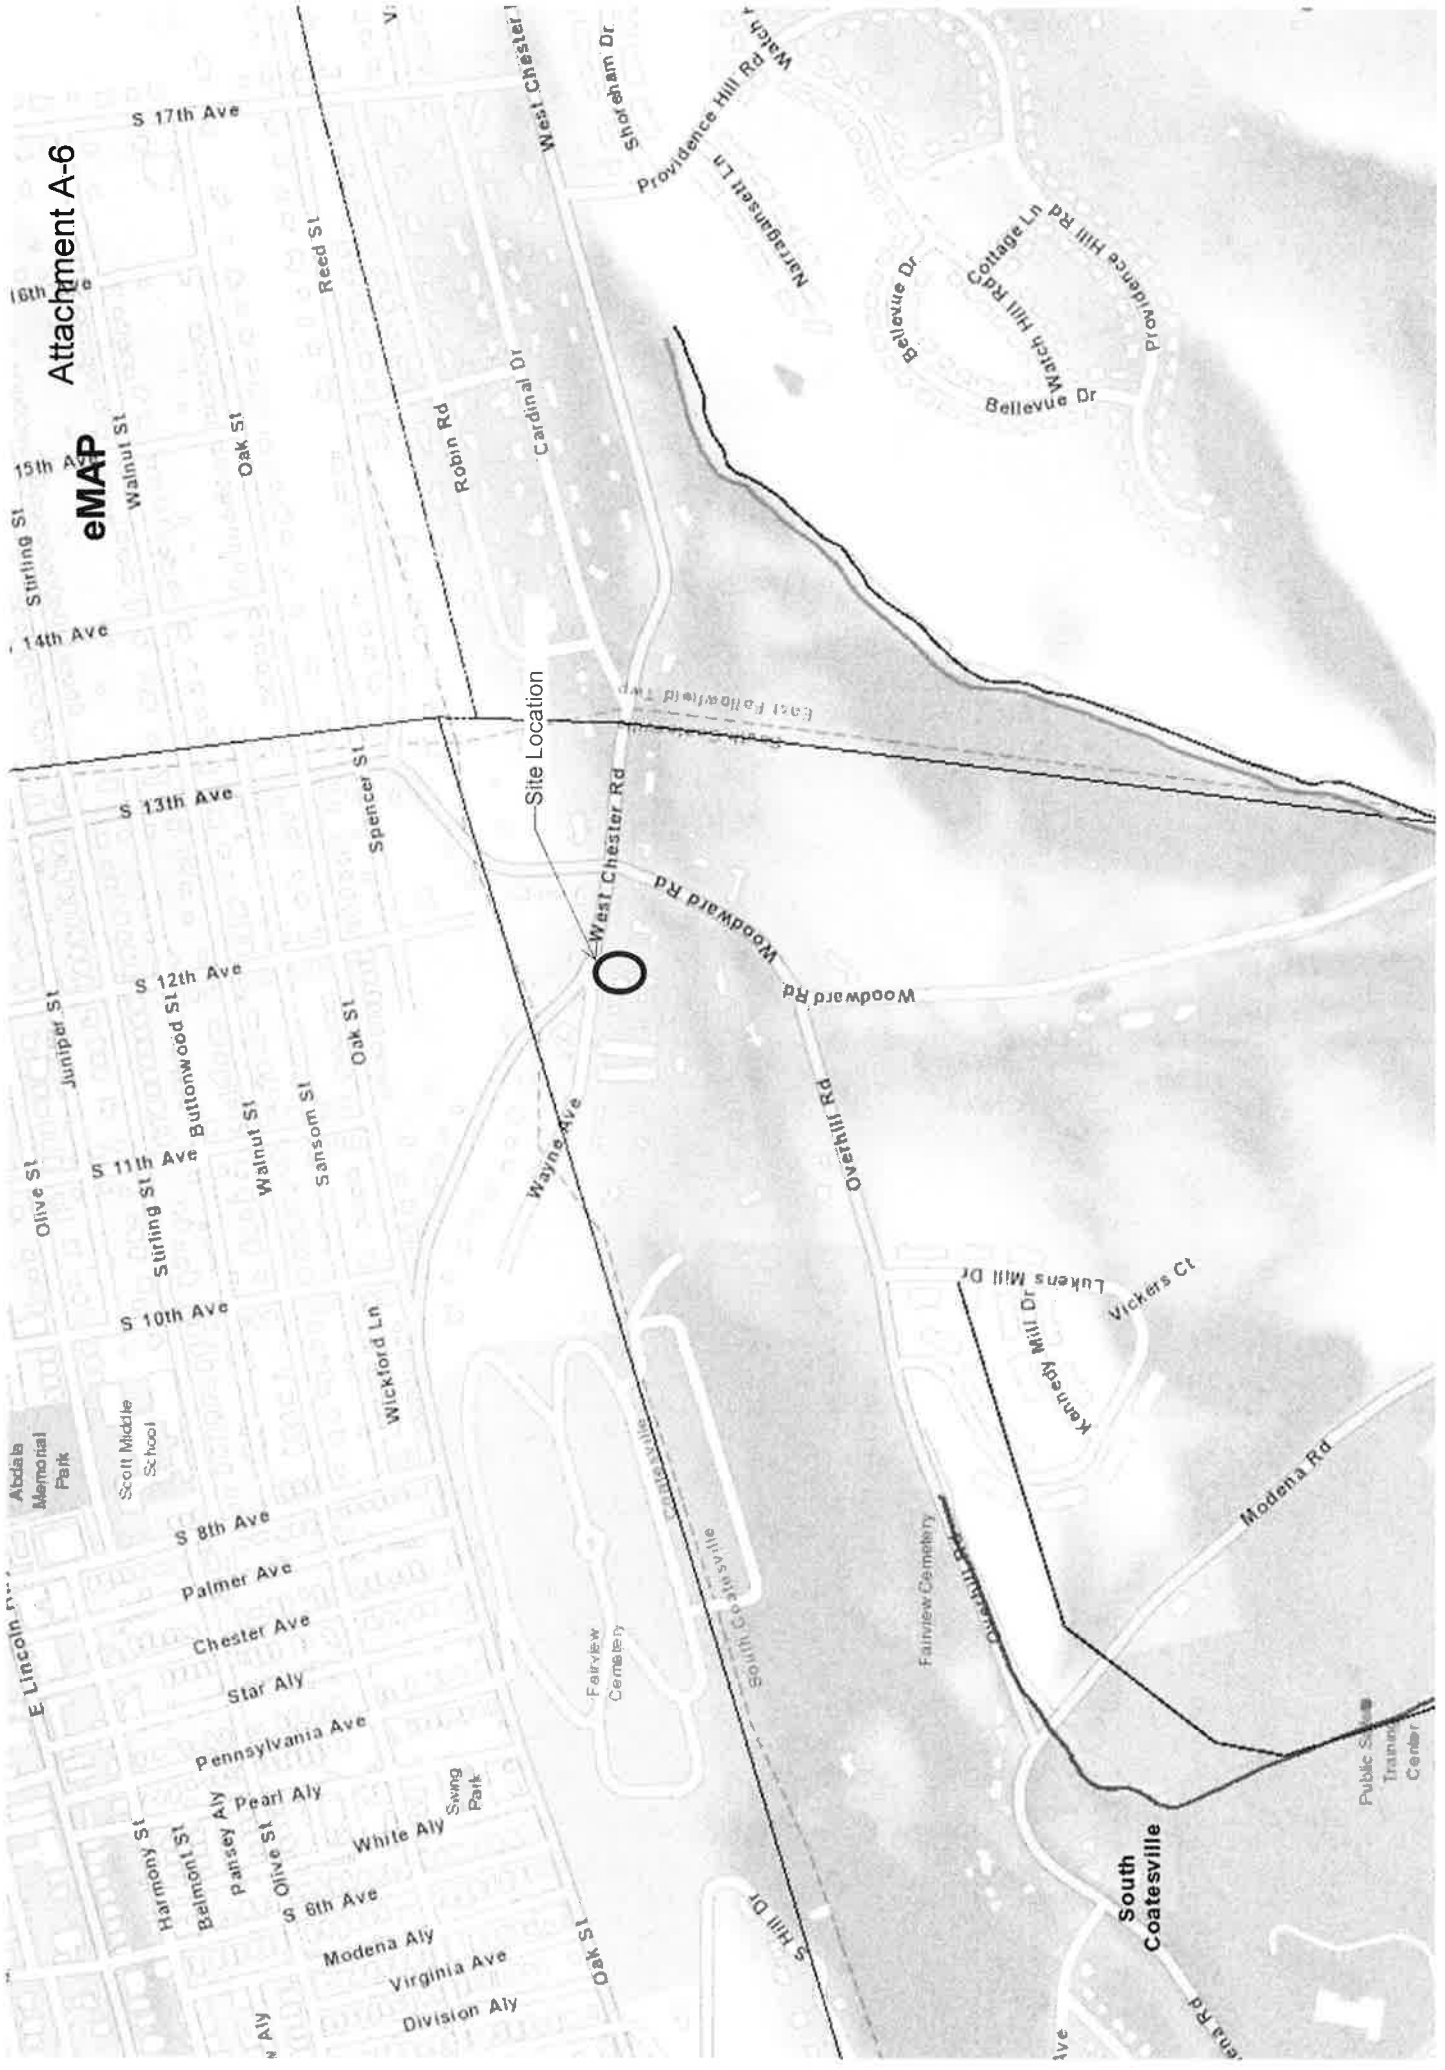 eMAP
Attachment A-6
Site Location
E Lincoln
Abdala
Memorial
Park
Scott Middle
School
Olive St
Juniper St
Stirling St
14th Ave
15th Ave
16th Ave
S 17th Ave
Walnut St
Oak St
Reed St
S 13th Ave
S 12th Ave
Buttonwood St
S 11th Ave
Stirling St
Walnut St
Sansom St
Oak St
Spencer St
S 10th Ave
Wickford Ln
S 8th Ave
Palmer Ave
Chester Ave
Star Aly
Pennsylvania Ave
Pearl Aly
Harmony St
Belmont St
Pansey Aly
Olive St
White Aly
Swing
Park
S 6th Ave
Modena Aly
Virginia Ave
Division Aly
Aly
Oak St
S Hill Dr
Fairview
Cemetery
Coatesville
South Coatesville
Wayne Ave
West Chester Rd
Robin Rd
Cardinal Dr
West Chester
Shoreham Dr
Providence Hill Rd
Watch
Narragansett Ln
Bellevue Dr
Cottage Ln
Watch Hill Rd
Providence Hill Rd
Providence
Bellevue Dr
East Fallowfield Twp
Woodward Rd
Woodward Rd
Overhill Rd
Lukens Mill Dr
Kennedy Mill Dr
Vickers Ct
Fairview Cemetery
Overhill Rd
Modena Rd
Public Safety
Training
Center
South
Coatesville
Ave
ena Rd